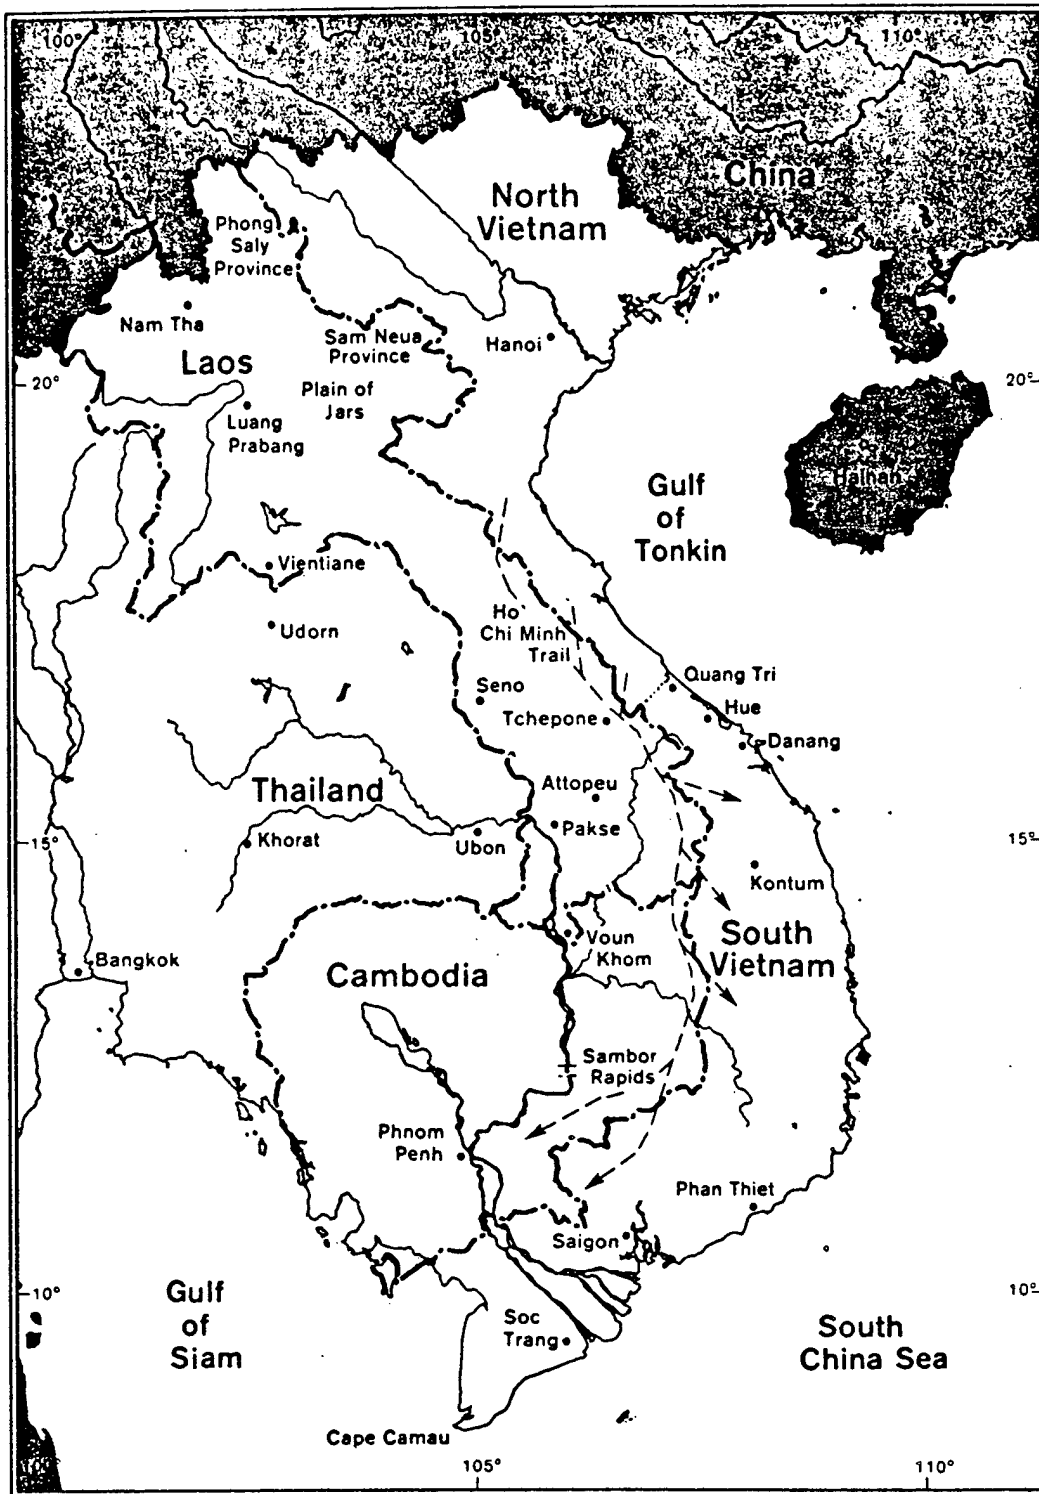 100°
105°
110°
China
North
Vietnam
Phong
Saly
Province
Nam Tha
Sam Neua
Province
Hanoi
Laos
20°
20°
Plain of
Jars
Luang
Prabang
Hainan
Gulf
of
Tonkin
Vientiane
Udorn
Ho
Chi Minh
Trail
Quang Tri
Seno
Hue
Tchepone
Danang
Thailand
Attopeu
Pakse
15°
Khorat
Ubon
15°
Kontum
Voun
Khom
South
Vietnam
Bangkok
Cambodia
Sambor
Rapids
Phnom
Penh
Phan Thiet
Saigon
10°
10°
Gulf
of
Siam
Soc
Trang
South
China Sea
Cape Camau
100°
105°
110°